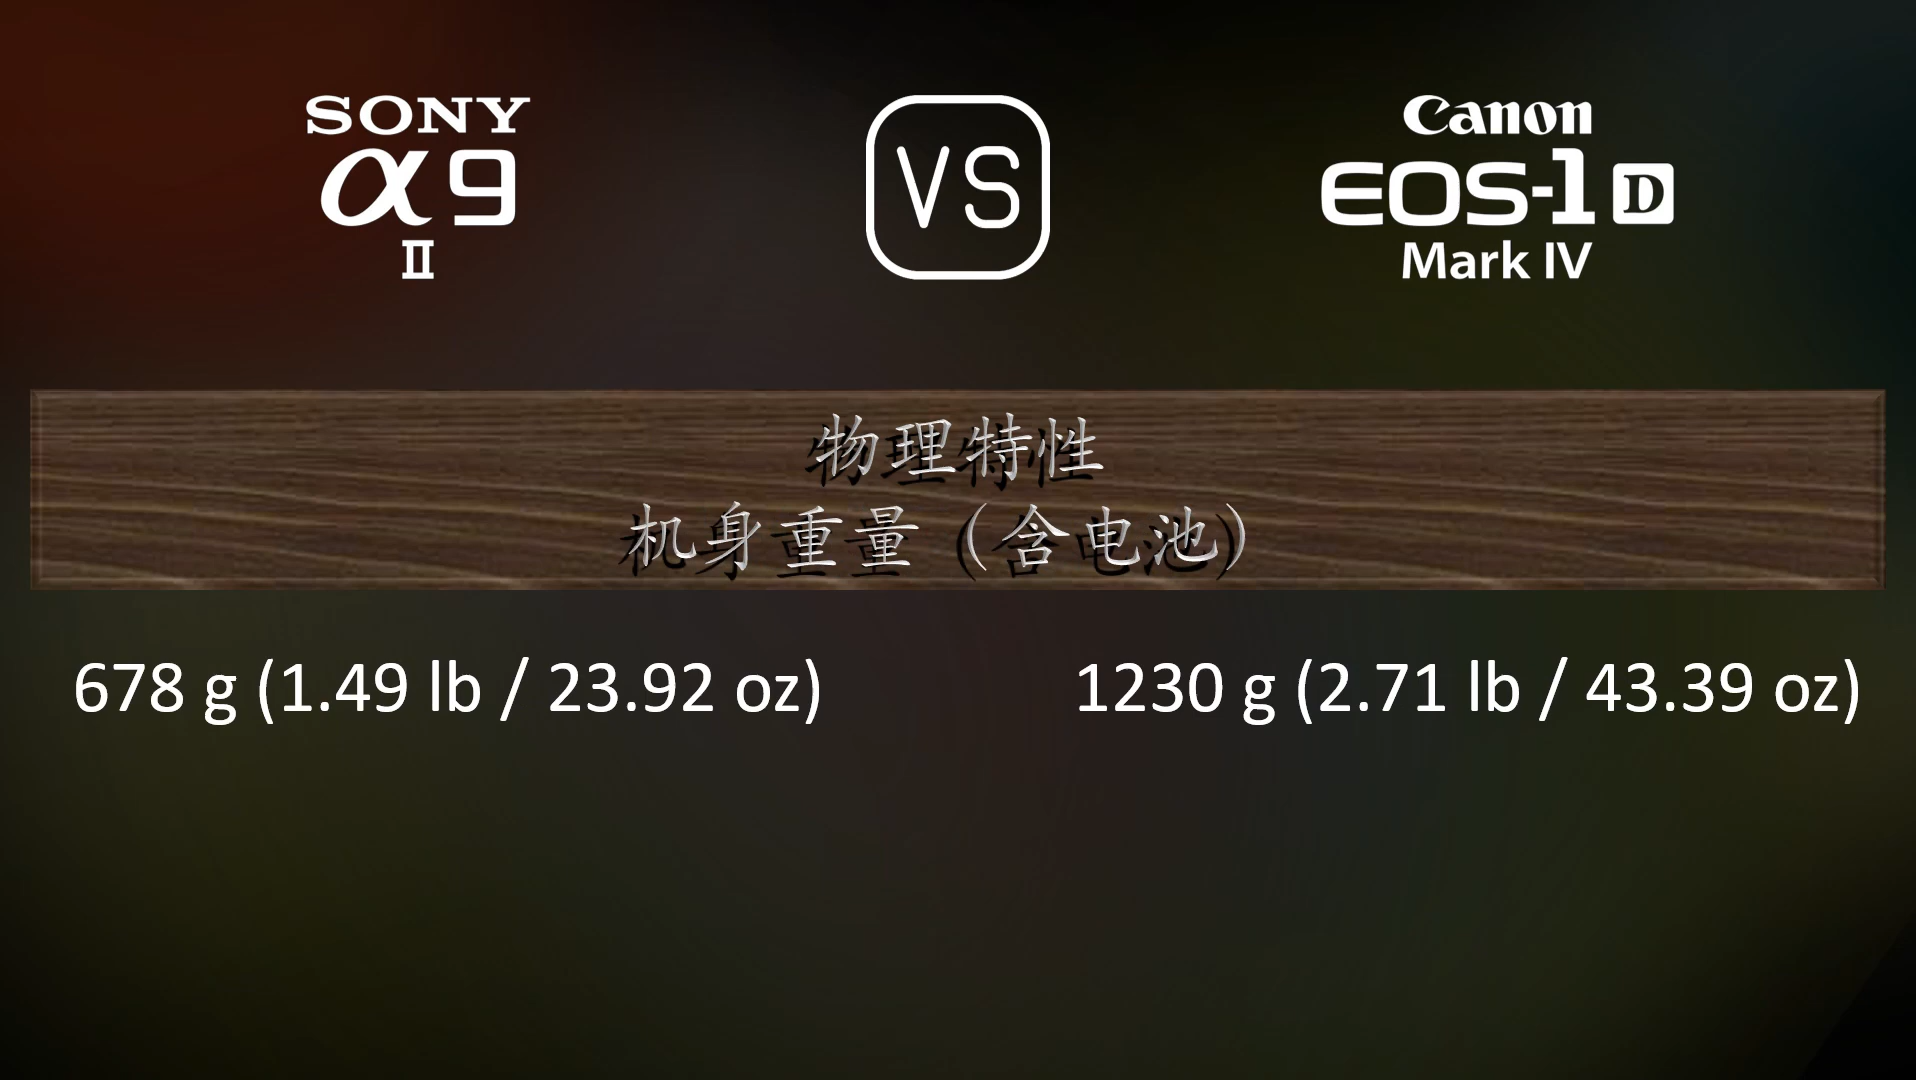 SONY
α9
II
VS
Canon
EOS-1D
Mark IV
物理特性
机身重量（含电池）
678 g (1.49 lb / 23.92 oz)
1230 g (2.71 lb / 43.39 oz)